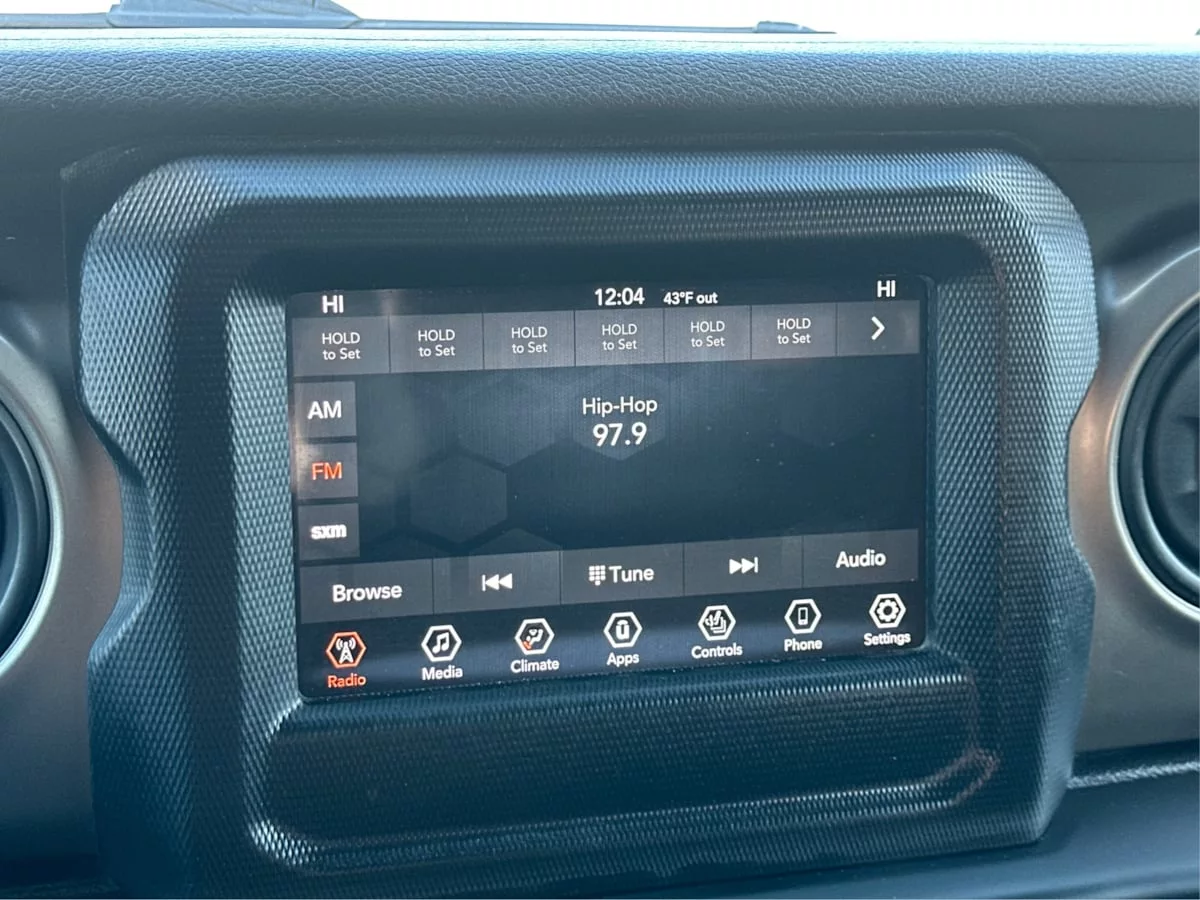 HI 12:04 43°F out HI
HOLD to Set
HOLD to Set
HOLD to Set
HOLD to Set
HOLD to Set
HOLD to Set
AM
Hip-Hop
97.9
FM
sxm
Browse Tune Audio
Radio Media Climate Apps Controls Phone Settings